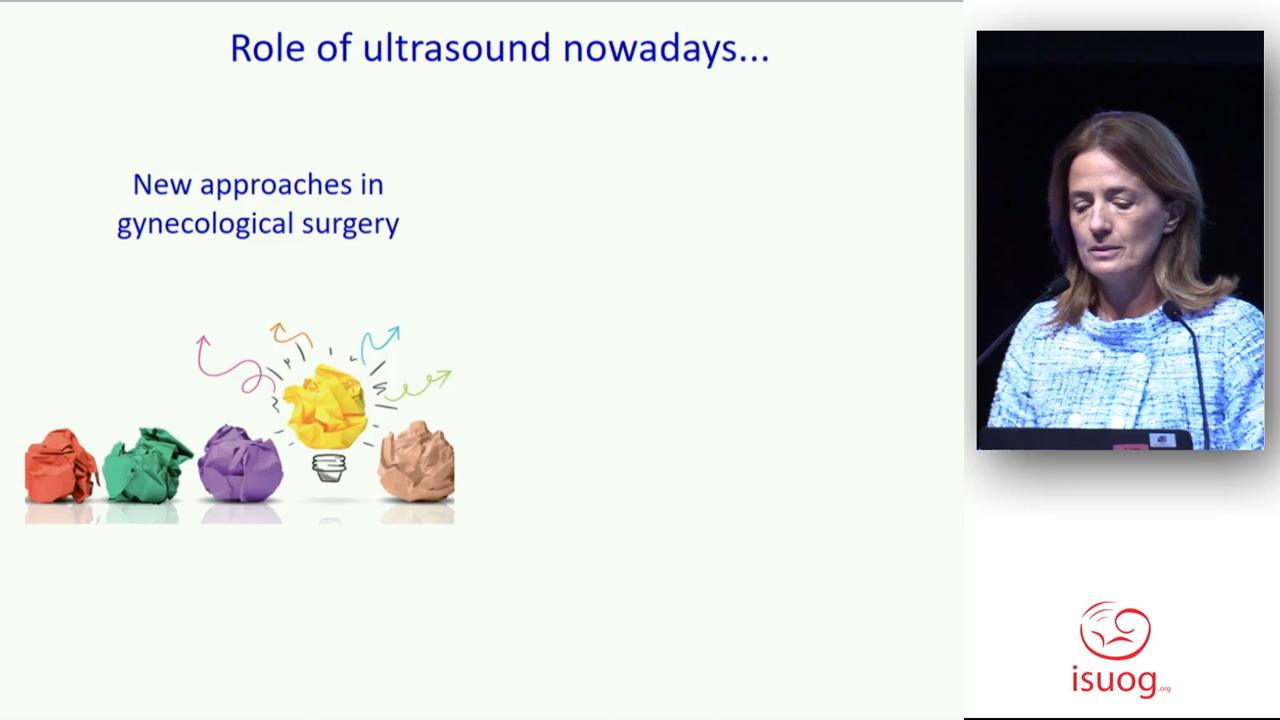 Role of ultrasound nowadays...
New approaches in
gynecological surgery
isuog.org